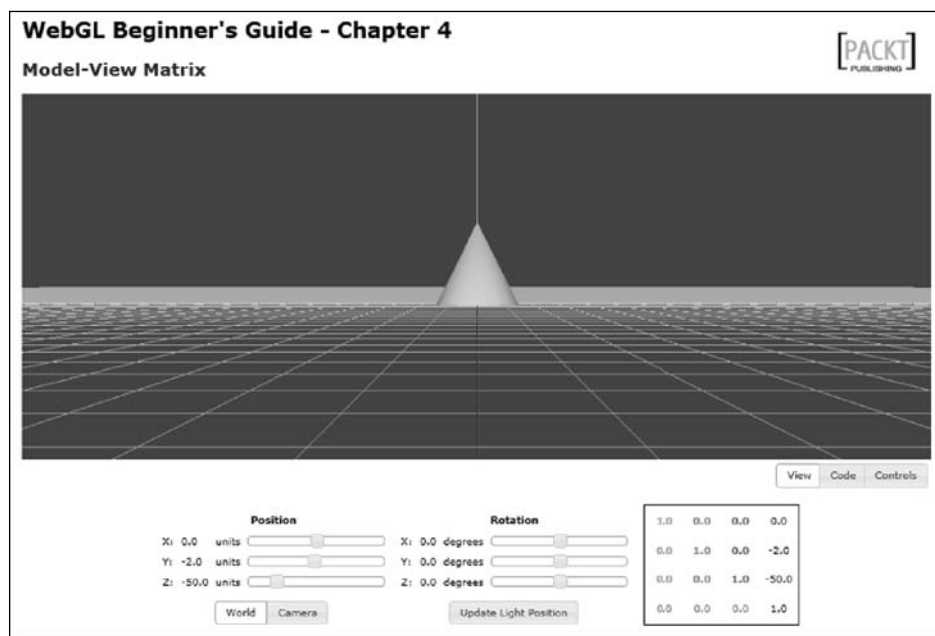 WebGL Beginner's Guide - Chapter 4
[PACKT]
PUBLISHING
Model-View Matrix
View Code Controls
Position
X: 0.0 units
Y: -2.0 units
Z: -50.0 units
World Camera
Rotation
X: 0.0 degrees
Y: 0.0 degrees
Z: 0.0 degrees
Update Light Position
1.0 0.0 0.0 0.0
0.0 1.0 0.0 -2.0
0.0 0.0 1.0 -50.0
0.0 0.0 0.0 1.0